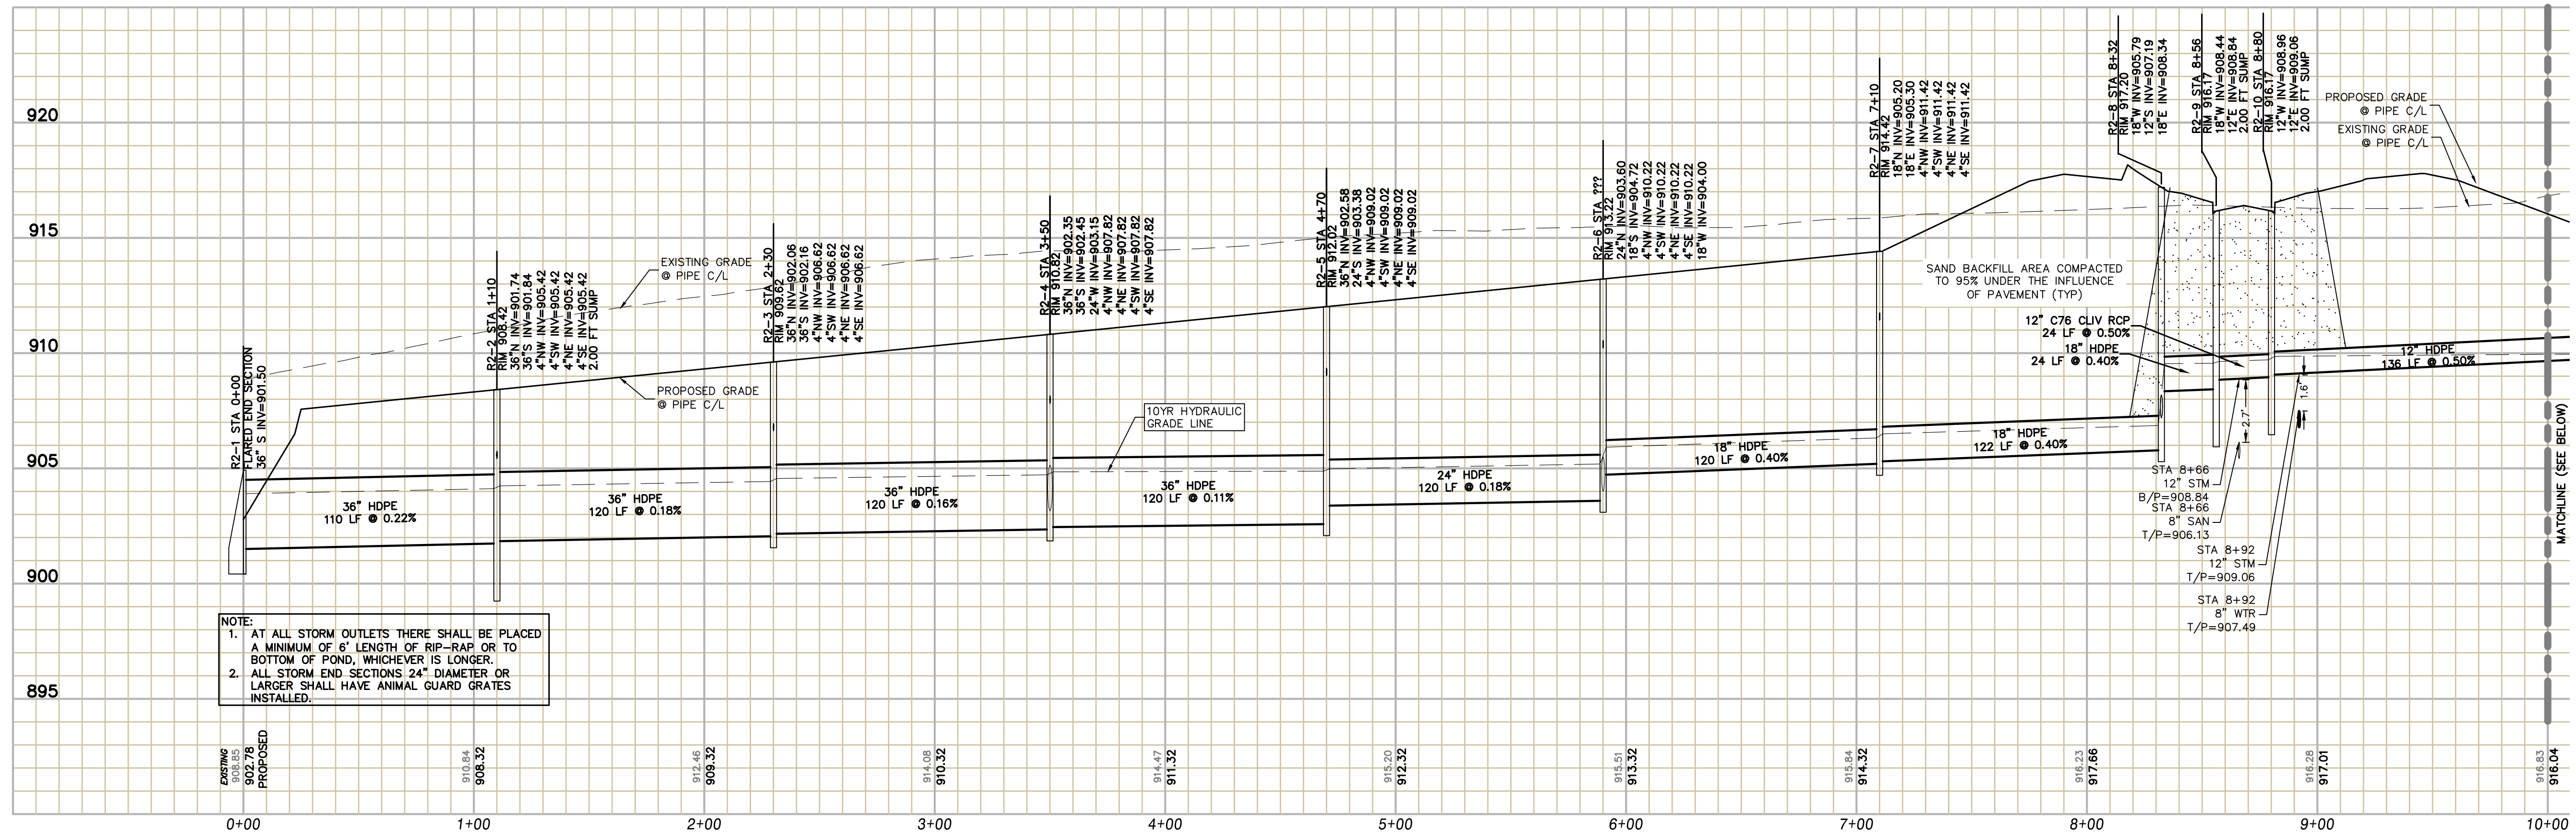 920
915
910
905
900
895
R2-1 STA 0+00
FLARED END SECTION
36" S INV=901.50
R2-2 STA 1+10
RIM 908.42
36"N INV=901.74
36"S INV=901.84
4"NW INV=905.42
4"SW INV=905.42
4"NE INV=905.42
4"SE INV=905.42
2.00 FT SUMP
EXISTING GRADE
@ PIPE C/L
PROPOSED GRADE
@ PIPE C/L
R2-3 STA 2+30
RIM 909.62
36"N INV=902.06
36"S INV=902.16
4"NW INV=906.62
4"SW INV=906.62
4"NE INV=906.62
4"SE INV=906.62
R2-4 STA 3+50
RIM 910.82
36"N INV=902.35
36"S INV=902.45
24"W INV=903.15
4"NW INV=907.82
4"NE INV=907.82
4"SW INV=907.82
4"SE INV=907.82
10YR HYDRAULIC
GRADE LINE
R2-5 STA 4+70
RIM 912.02
36"N INV=902.58
24"S INV=903.38
4"NW INV=909.02
4"SW INV=909.02
4"NE INV=909.02
4"SE INV=909.02
R2-6 STA ???
RIM 913.22
24"N INV=903.60
18"S INV=904.72
4"NW INV=910.22
4"SW INV=910.22
4"NE INV=910.22
4"SE INV=910.22
18"W INV=904.00
R2-7 STA 7+10
RIM 914.42
18"N INV=905.20
18"E INV=905.30
4"NW INV=911.42
4"SW INV=911.42
4"NE INV=911.42
4"SE INV=911.42
R2-8 STA 8+32
RIM 917.20
18"W INV=905.79
12"S INV=907.19
18"E INV=908.34
R2-9 STA 8+56
RIM 916.17
18"W INV=908.44
12"E INV=908.84
2.00 FT SUMP
R2-10 STA 8+80
RIM 916.17
12"W INV=908.96
12"E INV=909.06
2.00 FT SUMP
PROPOSED GRADE
@ PIPE C/L
EXISTING GRADE
@ PIPE C/L
SAND BACKFILL AREA COMPACTED
TO 95% UNDER THE INFLUENCE
OF PAVEMENT (TYP)
12" C76 CLIV RCP
24 LF @ 0.50%
18" HDPE
24 LF @ 0.40%
12" HDPE
136 LF @ 0.50%
1.6'
2.7'
36" HDPE
110 LF @ 0.22%
36" HDPE
120 LF @ 0.18%
36" HDPE
120 LF @ 0.16%
36" HDPE
120 LF @ 0.11%
24" HDPE
120 LF @ 0.18%
18" HDPE
120 LF @ 0.40%
18" HDPE
122 LF @ 0.40%
STA 8+66
12" STM
B/P=908.84
STA 8+66
8" SAN
T/P=906.13
STA 8+92
12" STM
T/P=909.06
STA 8+92
8" WTR
T/P=907.49
MATCHLINE (SEE BELOW)
NOTE:
1. AT ALL STORM OUTLETS THERE SHALL BE PLACED
A MINIMUM OF 6' LENGTH OF RIP-RAP OR TO
BOTTOM OF POND, WHICHEVER IS LONGER.
2. ALL STORM END SECTIONS 24" DIAMETER OR
LARGER SHALL HAVE ANIMAL GUARD GRATES
INSTALLED.
EXISTING
908.85
902.78
PROPOSED
910.84
908.32
912.46
909.32
914.08
910.32
914.47
911.32
915.20
912.32
915.51
913.32
915.84
914.32
916.23
917.66
916.28
917.01
916.83
916.04
0+00
1+00
2+00
3+00
4+00
5+00
6+00
7+00
8+00
9+00
10+00